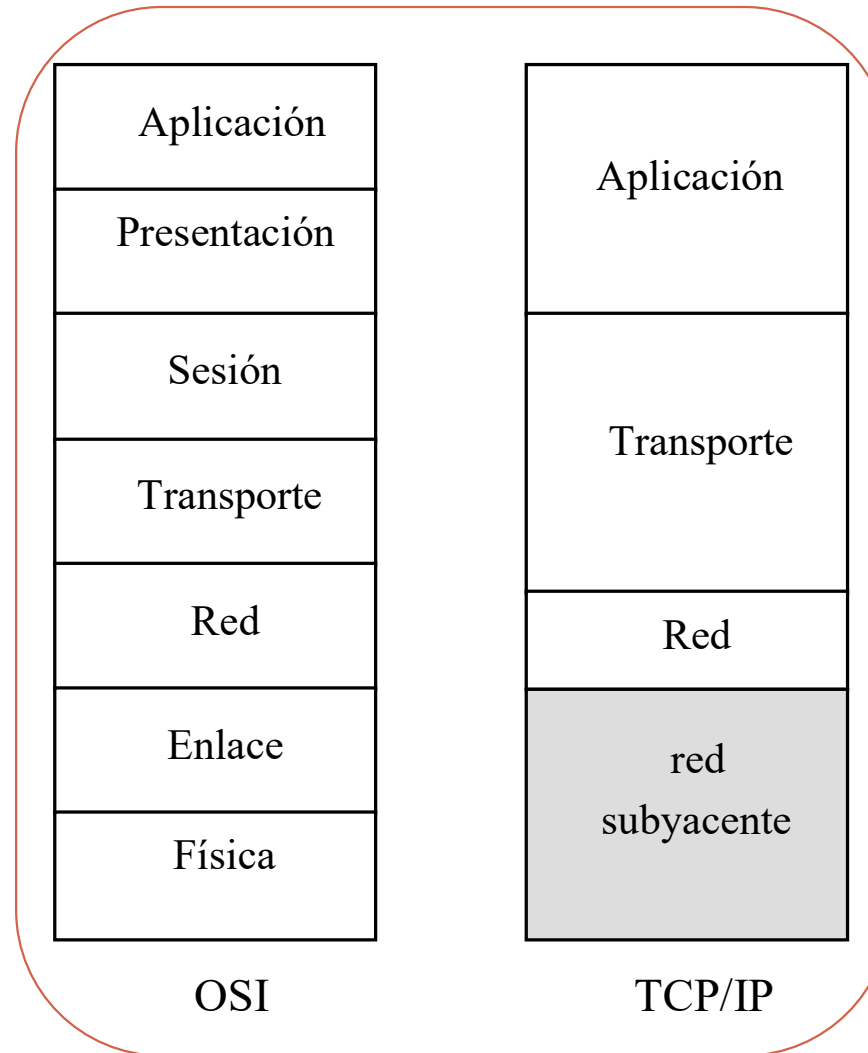 Aplicación
Presentación
Sesión
Transporte
Red
Enlace
Física
OSI
Aplicación
Transporte
Red
red
subyacente
TCP/IP